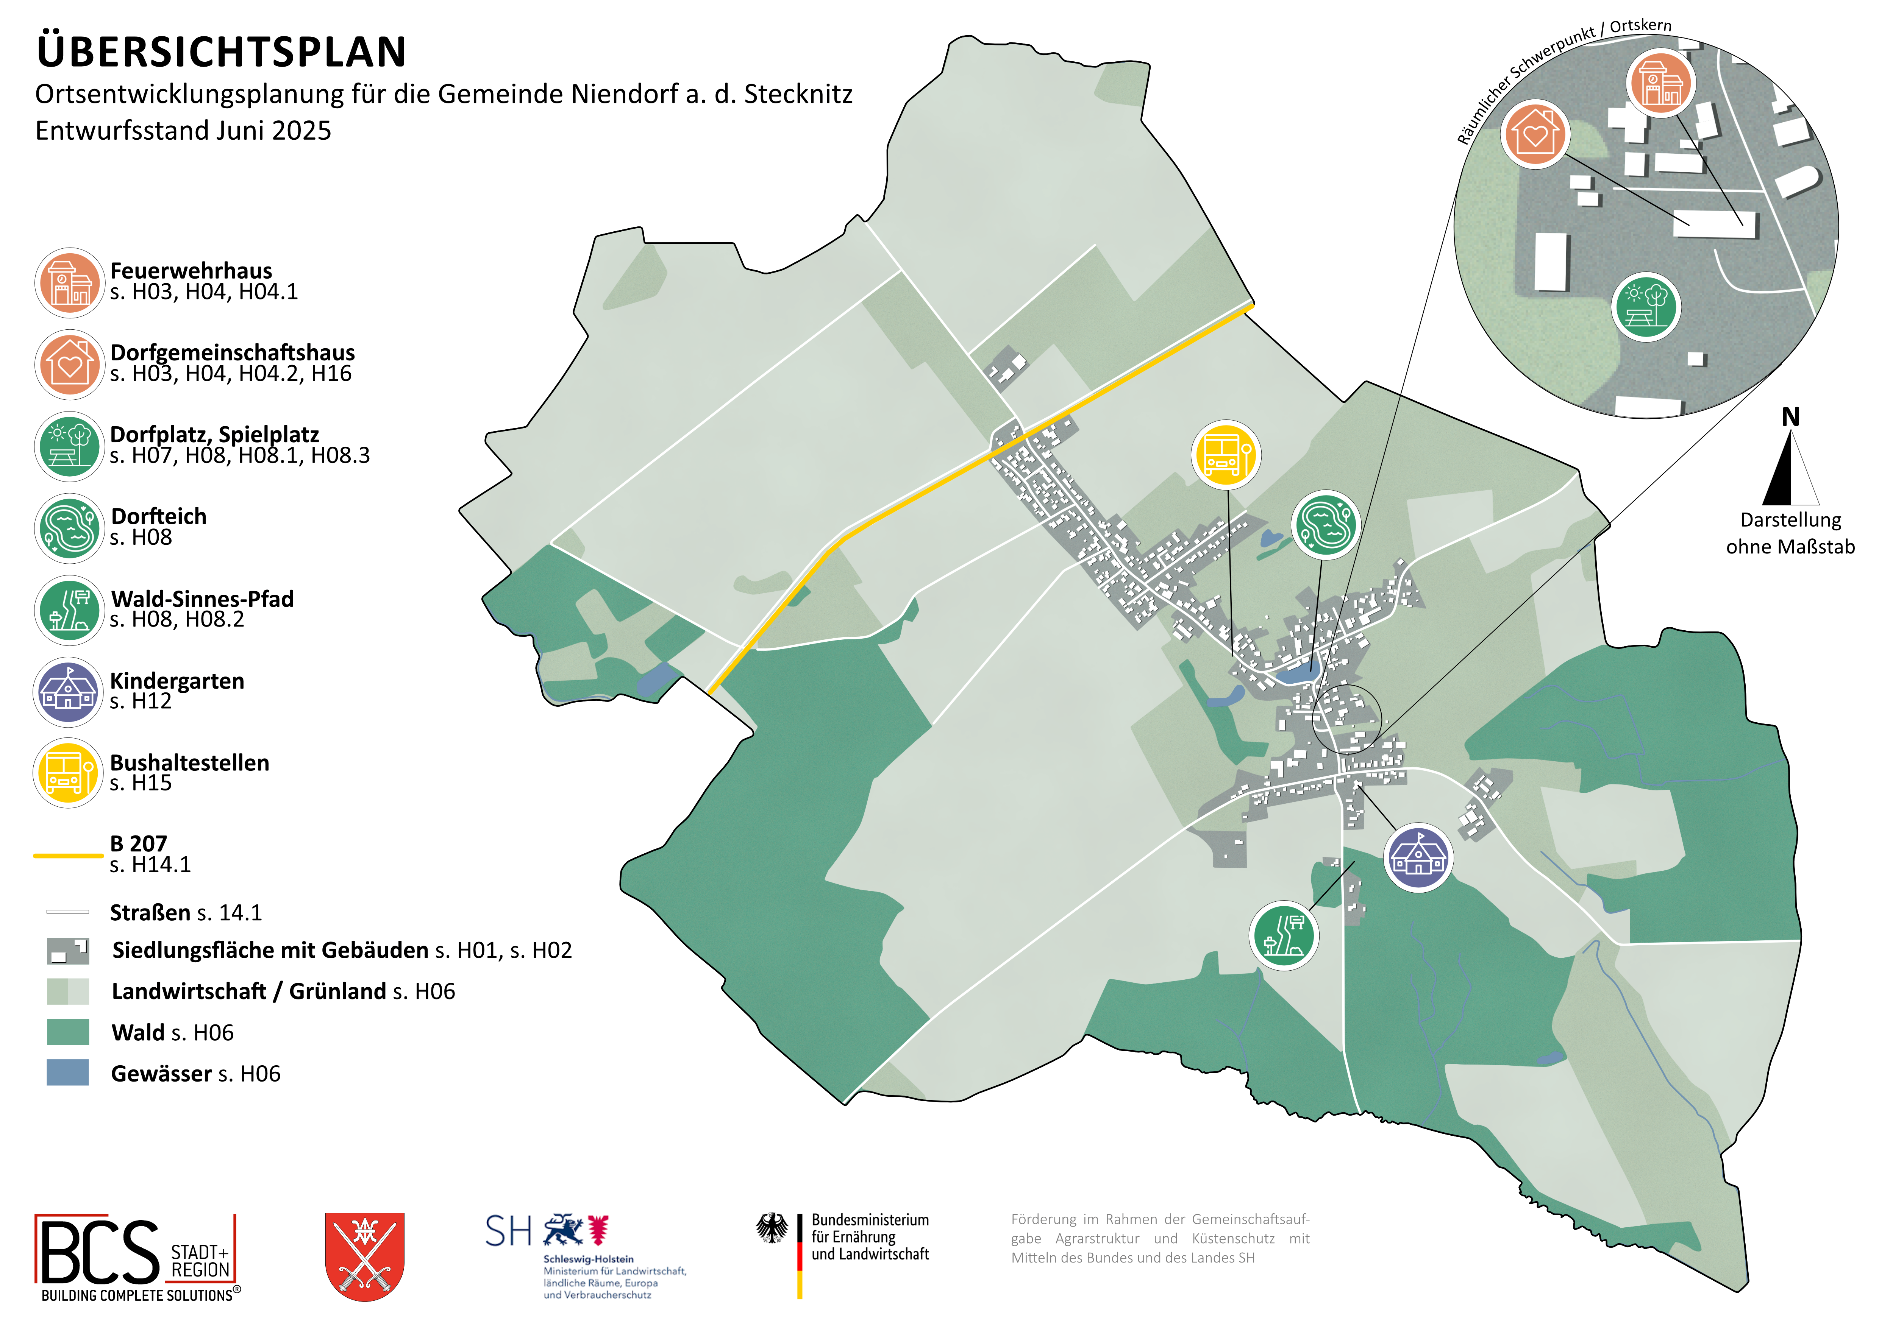 ÜBERSICHTSPLAN
Ortsentwicklungsplanung für die Gemeinde Niendorf a. d. Stecknitz
Entwurfsstand Juni 2025
Räumlicher Schwerpunkt / Ortskern
Feuerwehrhaus
s. H03, H04, H04.1
Dorfgemeinschaftshaus
s. H03, H04, H04.2, H16
Dorfplatz, Spielplatz
s. H07, H08, H08.1, H08.3
Dorfteich
s. H08
Wald-Sinnes-Pfad
s. H08, H08.2
Kindergarten
s. H12
Bushaltestellen
s. H15
B 207
s. H14.1
Straßen s. 14.1
Siedlungsfläche mit Gebäuden s. H01, s. H02
Landwirtschaft / Grünland s. H06
Wald s. H06
Gewässer s. H06
N
Darstellung
ohne Maßstab
BCS STADT+
REGION
BUILDING COMPLETE SOLUTIONS®
SH
Schleswig-Holstein
Ministerium für Landwirtschaft,
ländliche Räume, Europa
und Verbraucherschutz
Bundesministerium
für Ernährung
und Landwirtschaft
Förderung im Rahmen der Gemeinschaftsauf-
gabe Agrarstruktur und Küstenschutz mit
Mitteln des Bundes und des Landes SH